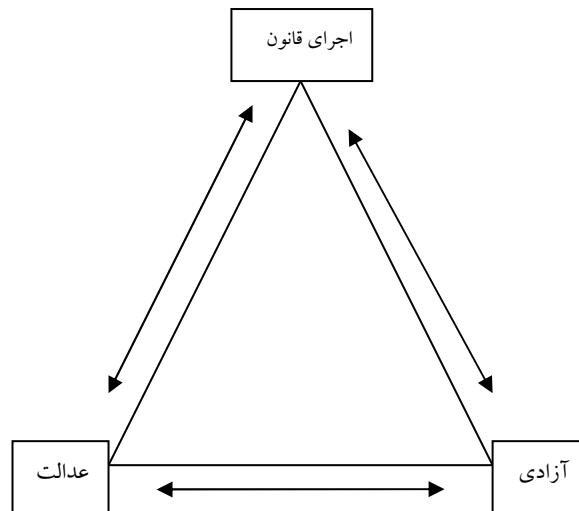 اجرای قانون
عدالت
آزادی